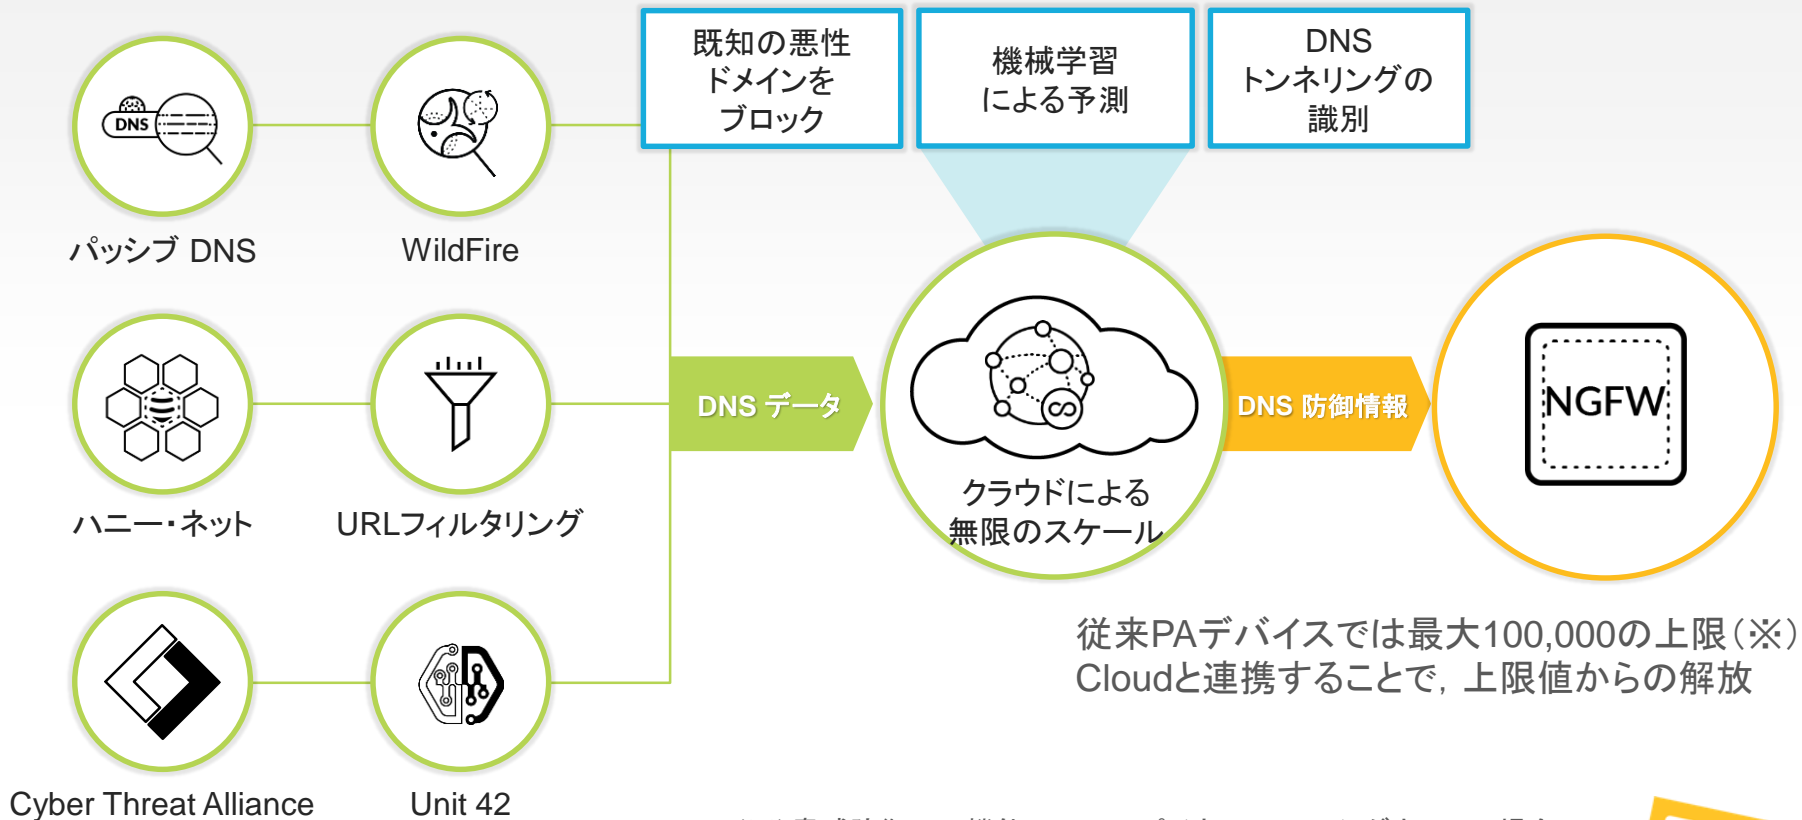 既知の悪性
ドメインを
ブロック
機械学習
による予測
DNS
トンネリングの
識別
DNS
パッシブ DNS
WildFire
ハニー・ネット
URLフィルタリング
DNS データ
クラウドによる
無限のスケール
DNS 防御情報
NGFW
従来PAデバイスでは最大100,000の上限（※）
Cloudと連携することで，上限値からの解放
Cyber Threat Alliance
Unit 42